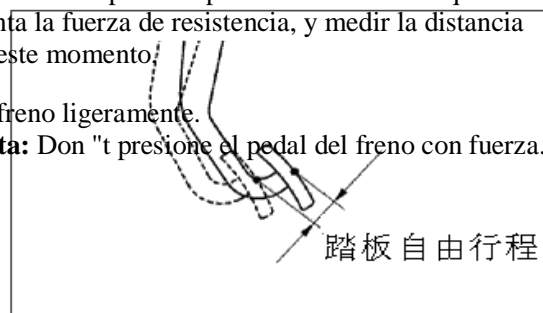 nta la fuerza de resistencia, y medir la distancia
este momento.
freno ligeramente.
ta: Don "t presione el pedal del freno con fuerza.
踏板自由行程